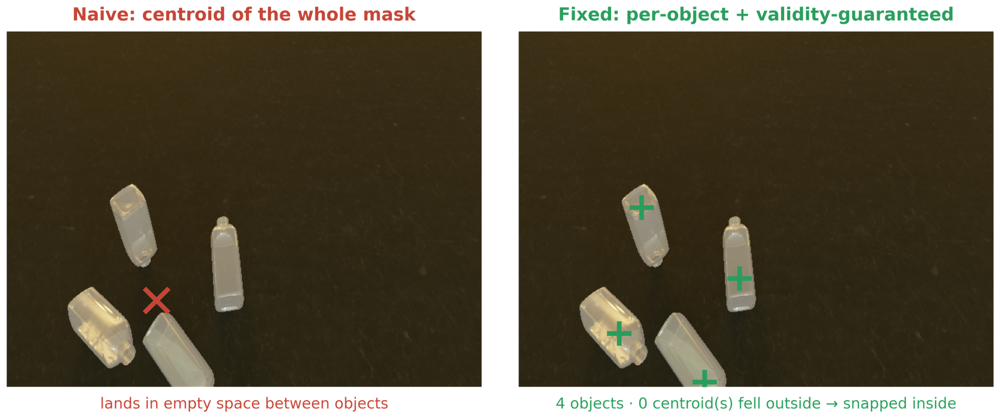 Naive: centroid of the whole mask
Fixed: per-object + validity-guaranteed
lands in empty space between objects
4 objects · 0 centroid(s) fell outside → snapped inside